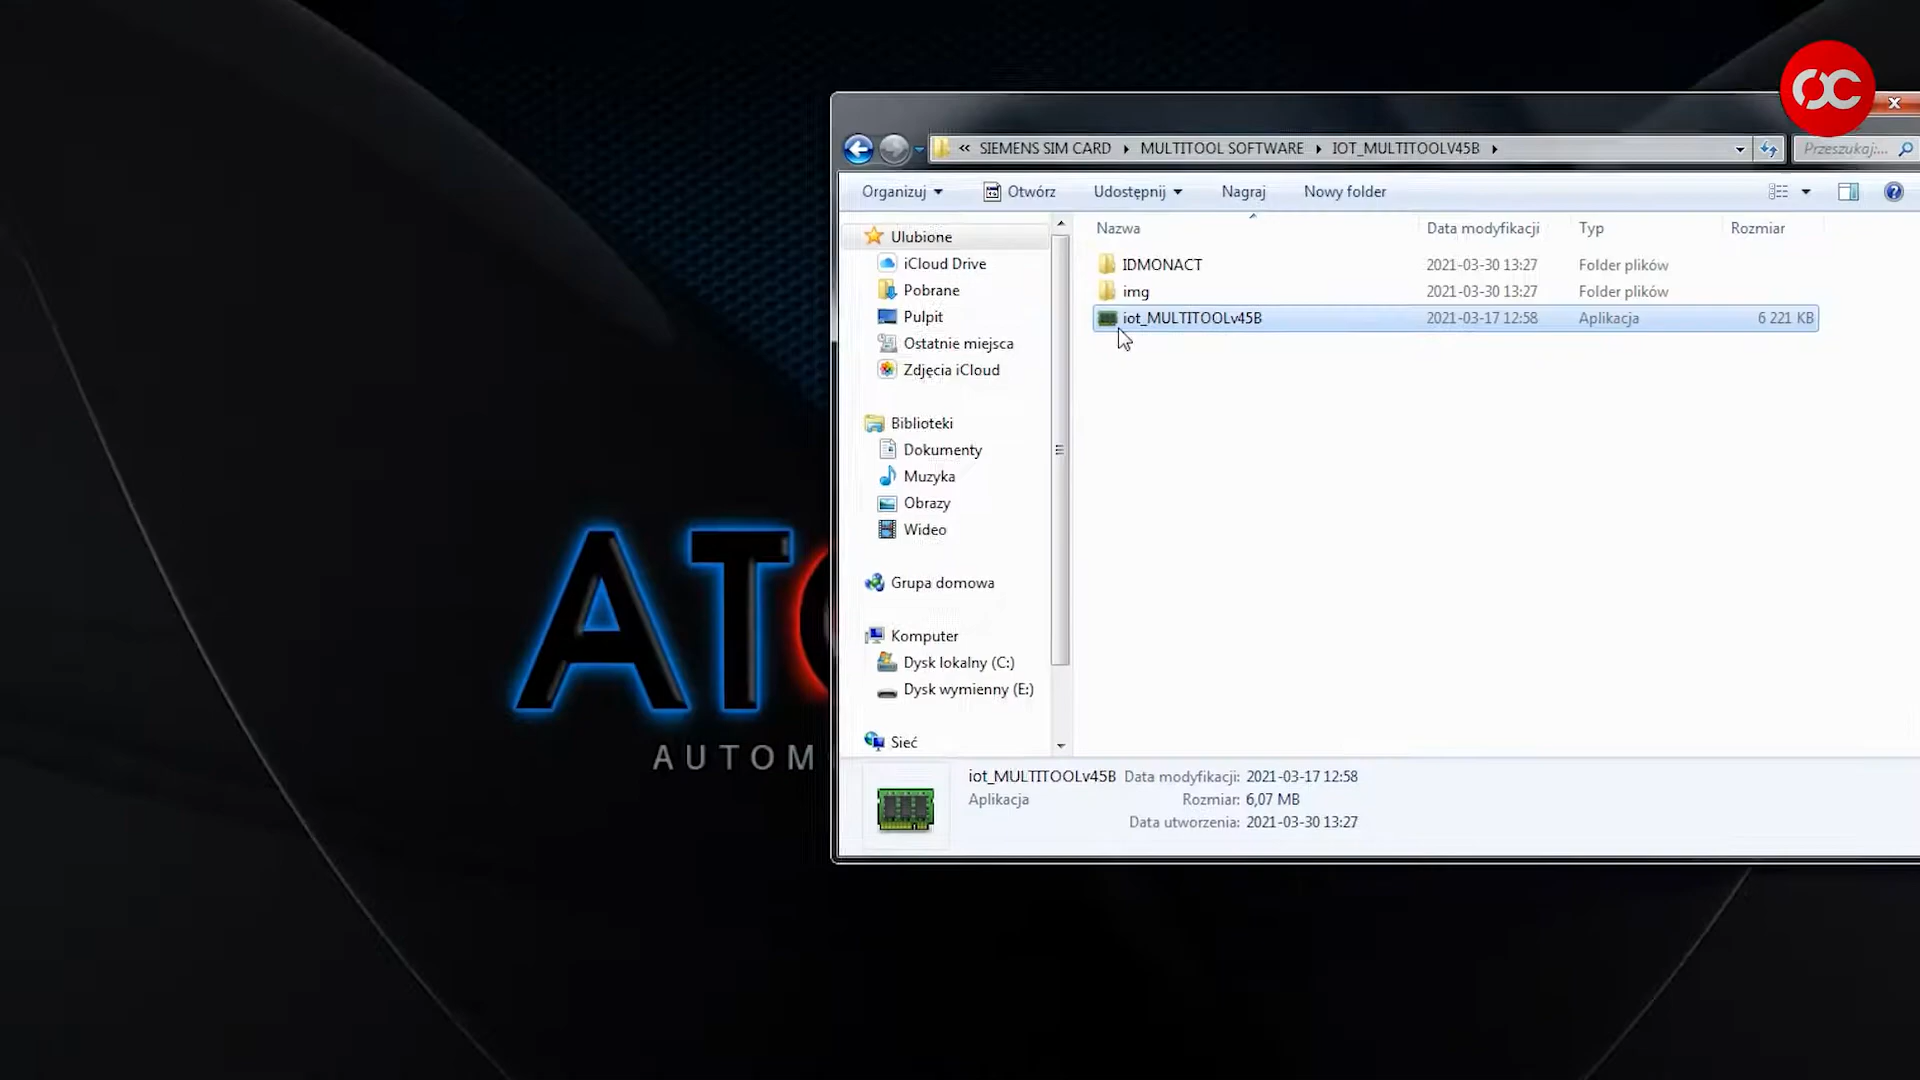 « SIEMENS SIM CARD MULTITOOL SOFTWARE IOT_MULTITOOLV45B
Przeszukaj:...
Organizuj Otwórz Udostępnij Nagraj Nowy folder
Nazwa Data modyfikacji Typ Rozmiar
Ulubione
iCloud Drive
Pobrane
Pulpit
Ostatnie miejsca
Zdjęcia iCloud
Biblioteki
Dokumenty
Muzyka
Obrazy
Wideo
Grupa domowa
Komputer
Dysk lokalny (C:)
Dysk wymienny (E:)
Sieć
IDMONACT 2021-03-30 13:27 Folder plików
img 2021-03-30 13:27 Folder plików
iot_MULTITOOLv45B 2021-03-17 12:58 Aplikacja 6 221 KB
iot_MULTITOOLv45B Data modyfikacji: 2021-03-17 12:58
Aplikacja Rozmiar: 6,07 MB
Data utworzenia: 2021-03-30 13:27
AT
AUTOM